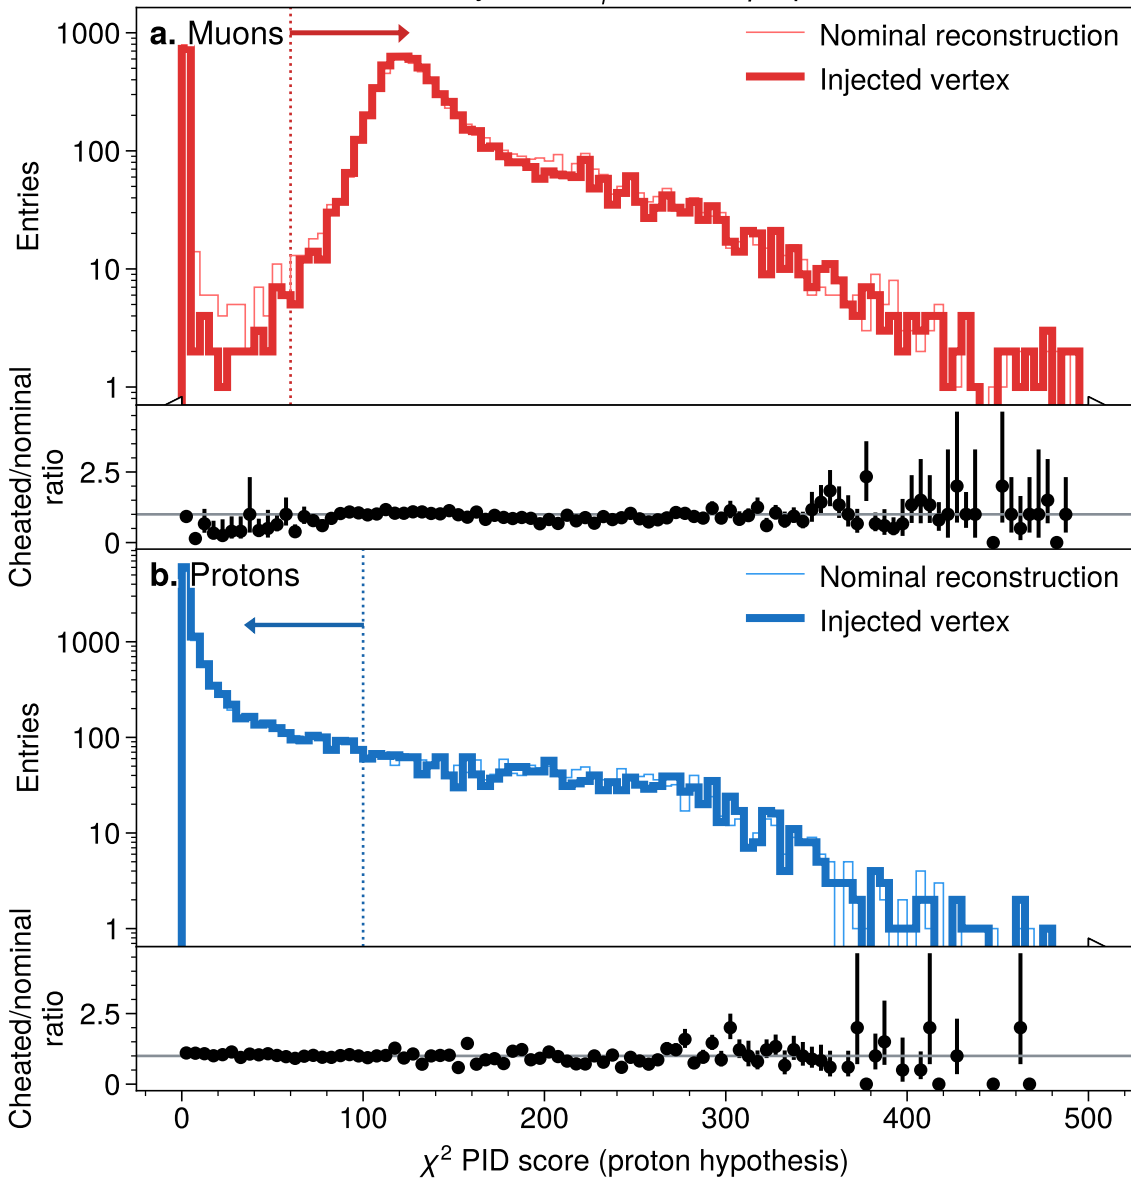 a. Muons
Nominal reconstruction
Injected vertex
1000
100
10
1
Entries
Cheated/nominal
ratio
2.5
0
b. Protons
Nominal reconstruction
Injected vertex
1000
100
10
1
Entries
Cheated/nominal
ratio
2.5
0
0 100 200 300 400 500
χ² PID score (proton hypothesis)